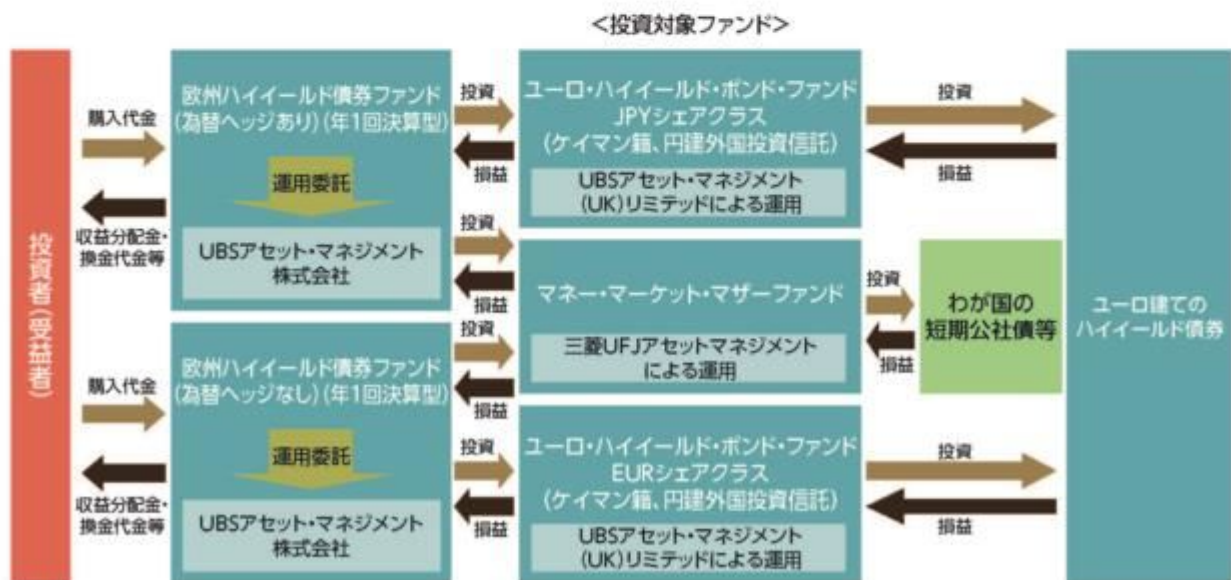 <投資対象ファンド>
投資者(受益者)
購入代金
収益分配金・
換金代金等
欧州ハイイールド債券ファンド
(為替ヘッジあり)(年1回決算型)
運用委託
UBSアセット・マネジメント
株式会社
投資
損益
ユーロ・ハイイールド・ボンド・ファンド
JPYシェアクラス
(ケイマン籍、円建外国投資信託)
UBSアセット・マネジメント
(UK)リミテッドによる運用
投資
損益
投資
損益
マネー・マーケット・マザーファンド
三菱UFJアセットマネジメント
による運用
投資
損益
わが国の
短期公社債等
ユーロ建ての
ハイイールド債券
購入代金
収益分配金・
換金代金等
欧州ハイイールド債券ファンド
(為替ヘッジなし)(年1回決算型)
運用委託
UBSアセット・マネジメント
株式会社
投資
損益
投資
損益
ユーロ・ハイイールド・ボンド・ファンド
EURシェアクラス
(ケイマン籍、円建外国投資信託)
UBSアセット・マネジメント
(UK)リミテッドによる運用
投資
損益